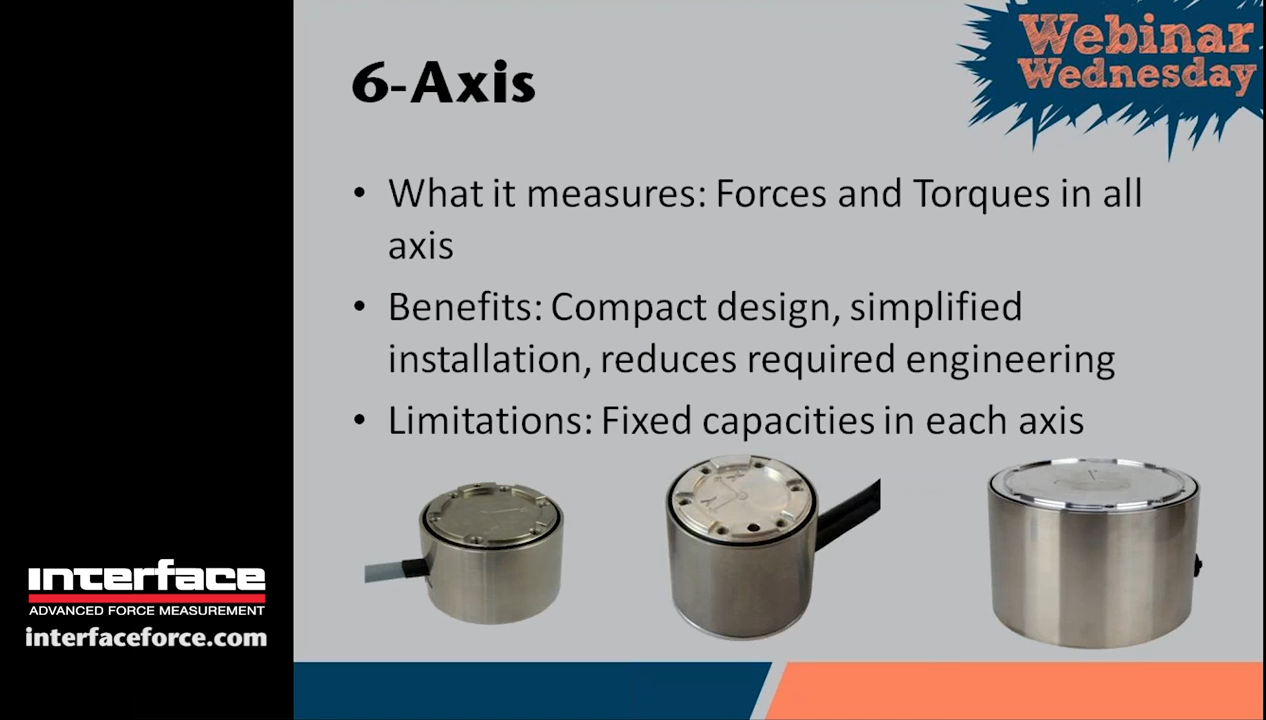 Webinar
Wednesday
6-Axis
• What it measures: Forces and Torques in all
axis
• Benefits: Compact design, simplified
installation, reduces required engineering
• Limitations: Fixed capacities in each axis
interface
ADVANCED FORCE MEASUREMENT
interfaceforce.com